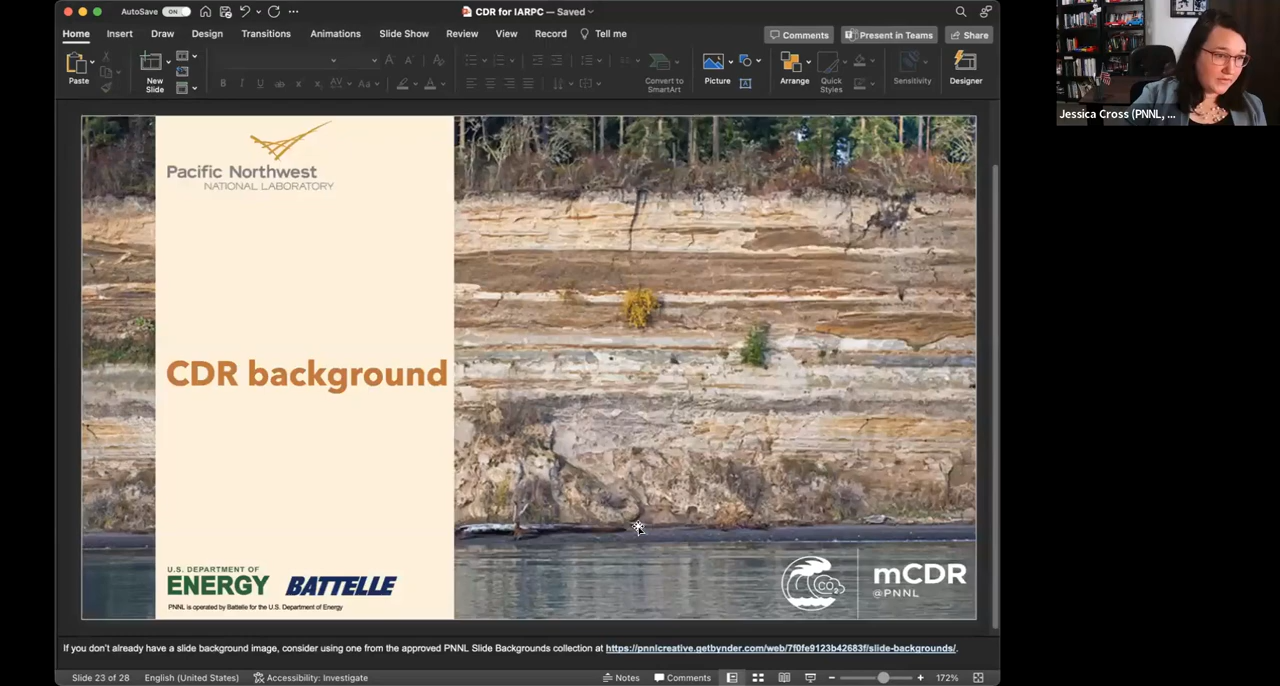 AutoSave ON
CDR for IARPC — Saved
Home Insert Draw Design Transitions Animations Slide Show Review View Record Tell me
Comments Present in Teams Share
Paste New Slide Convert to SmartArt Picture Arrange Quick Styles Sensitivity Designer
Jessica Cross (PNNL, ...
Pacific Northwest
NATIONAL LABORATORY
CDR background
U.S. DEPARTMENT OF
ENERGY BATTELLE
PNNL is operated by Battelle for the U.S. Department of Energy
CO2
mCDR
@PNNL
If you don't already have a slide background image, consider using one from the approved PNNL Slide Backgrounds collection at https://pnnlcreative.getbynder.com/web/7f0fe9123b42683f/slide-backgrounds/.
Slide 23 of 28 English (United States) Accessibility: Investigate Notes Comments 172%